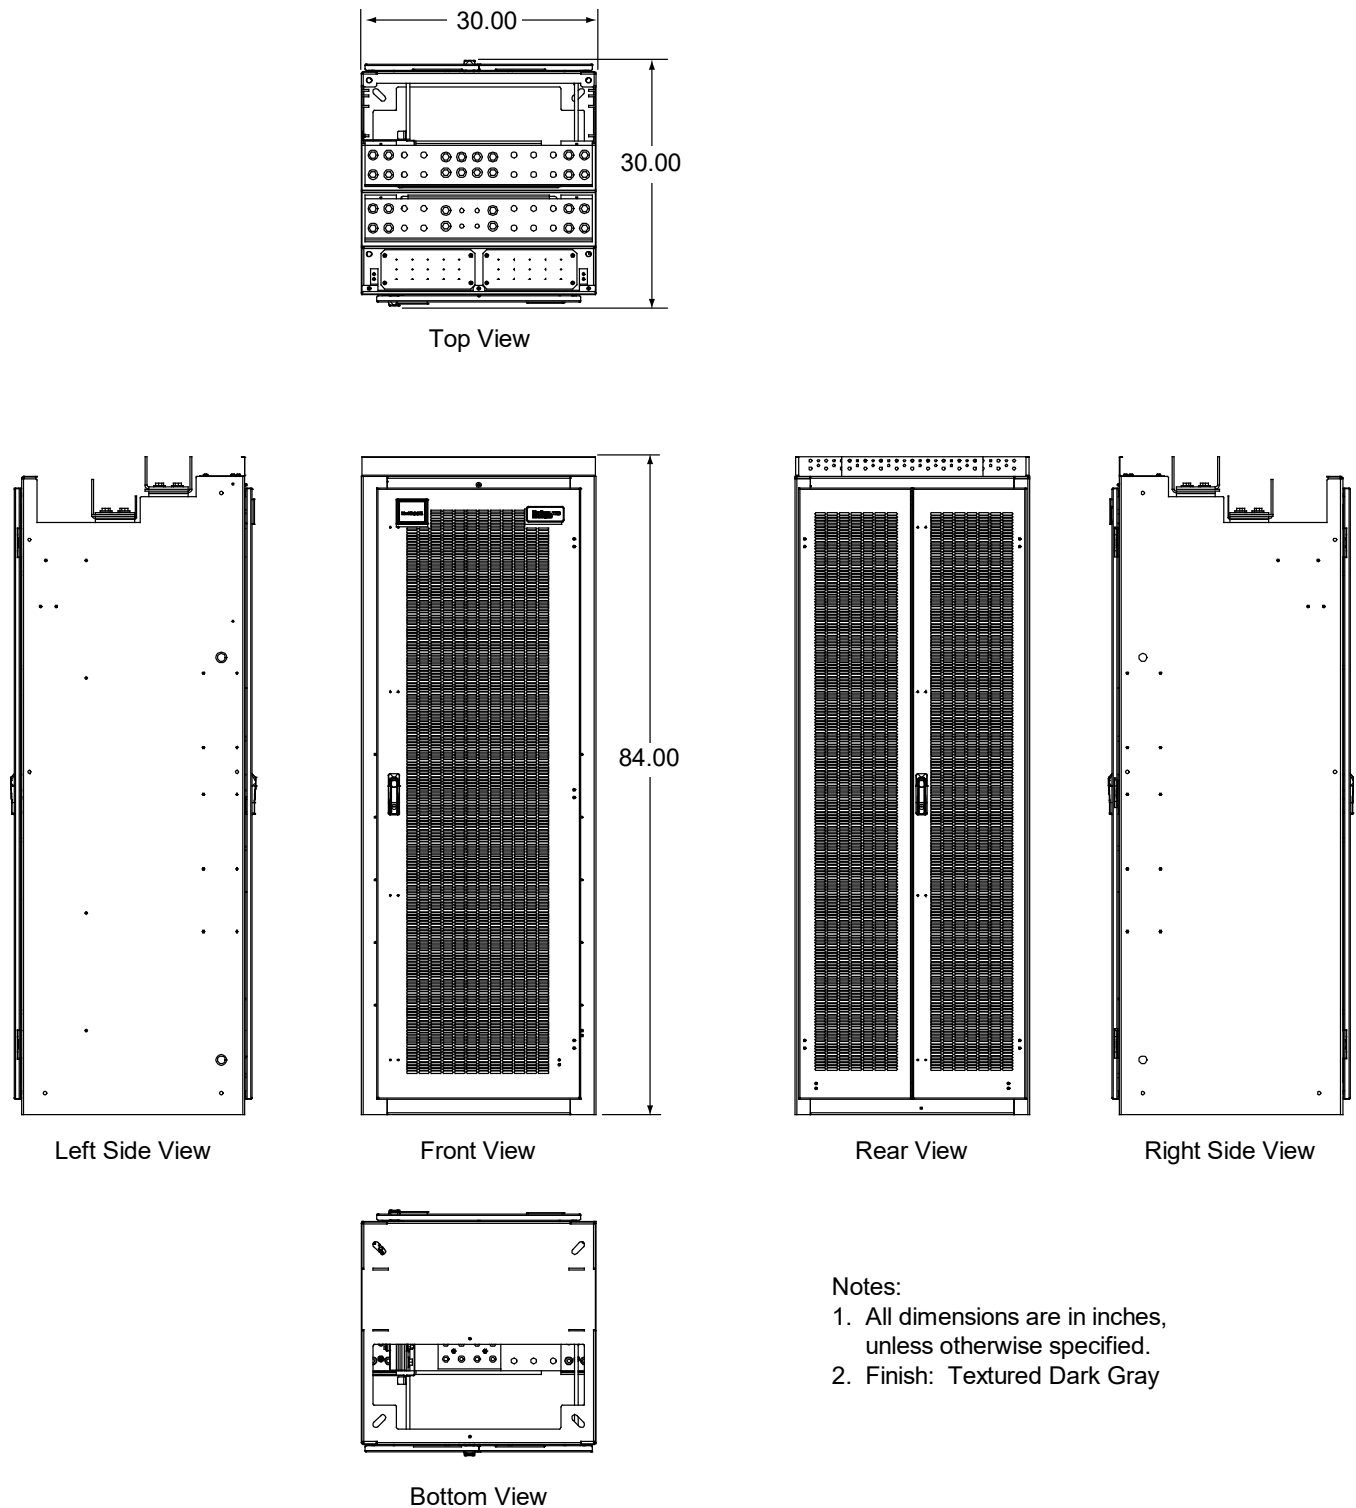 30.00
30.00
Top View
84.00
Left Side View
Front View
Rear View
Right Side View
Notes:
1. All dimensions are in inches,
unless otherwise specified.
2. Finish: Textured Dark Gray
Bottom View